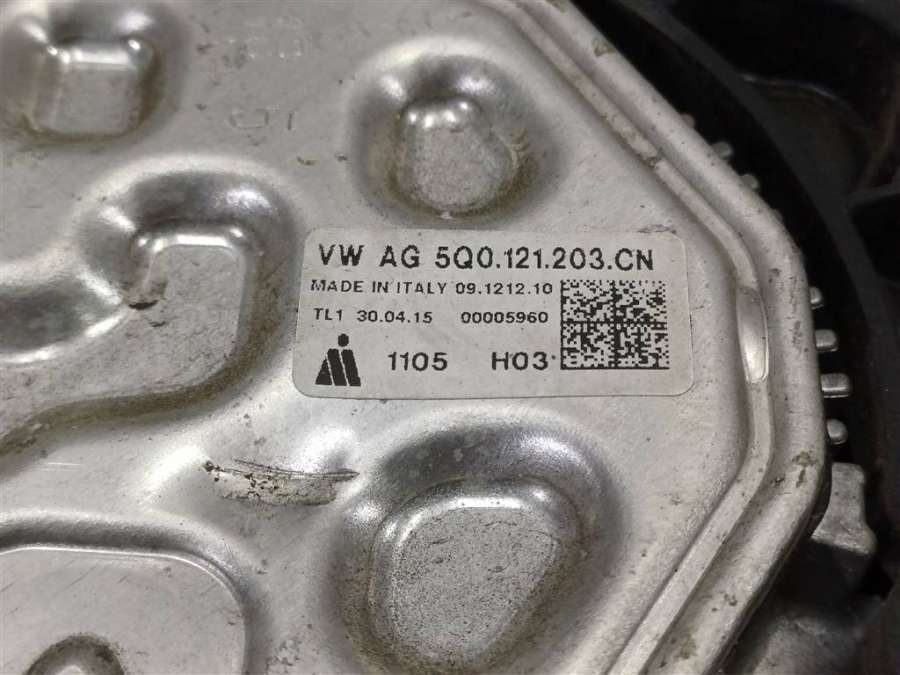 VW AG 5Q0.121.203.CN
MADE IN ITALY 09.1212.10
TL1 30.04.15 00005960
1105 H03